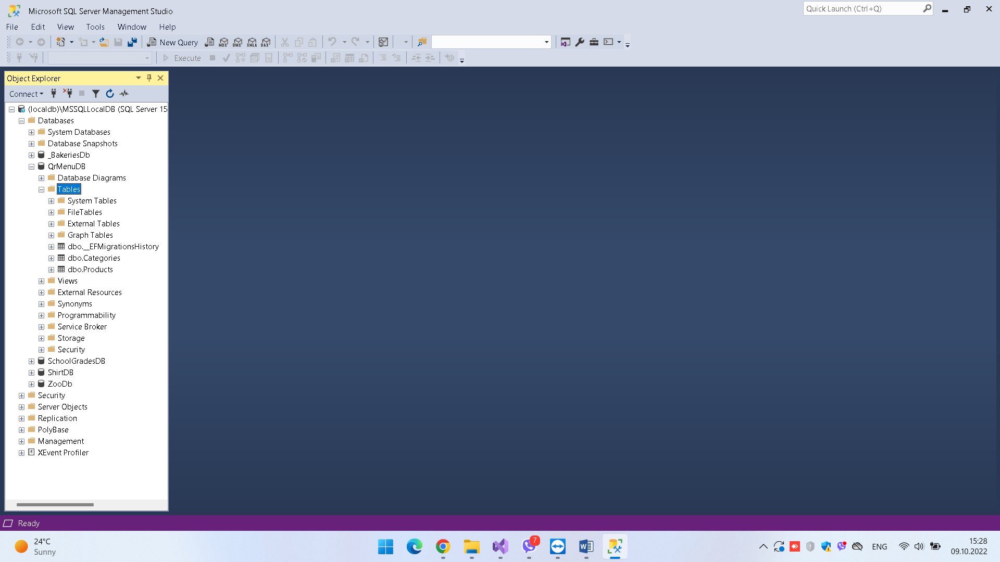 Microsoft SQL Server Management Studio
Quick Launch (Ctrl+Q)
File Edit View Tools Window Help
New Query MDX DMX XMLA DAX
Execute
Object Explorer
Connect
(localdb)\MSSQLLocalDB (SQL Server 15
Databases
System Databases
Database Snapshots
_BakeriesDb
QrMenuDB
Database Diagrams
Tables
System Tables
FileTables
External Tables
Graph Tables
dbo.__EFMigrationsHistory
dbo.Categories
dbo.Products
Views
External Resources
Synonyms
Programmability
Service Broker
Storage
Security
SchoolGradesDB
ShirtDB
ZooDb
Security
Server Objects
Replication
PolyBase
Management
XEvent Profiler
Ready
24°C
Sunny
7
ENG
15:28
09.10.2022